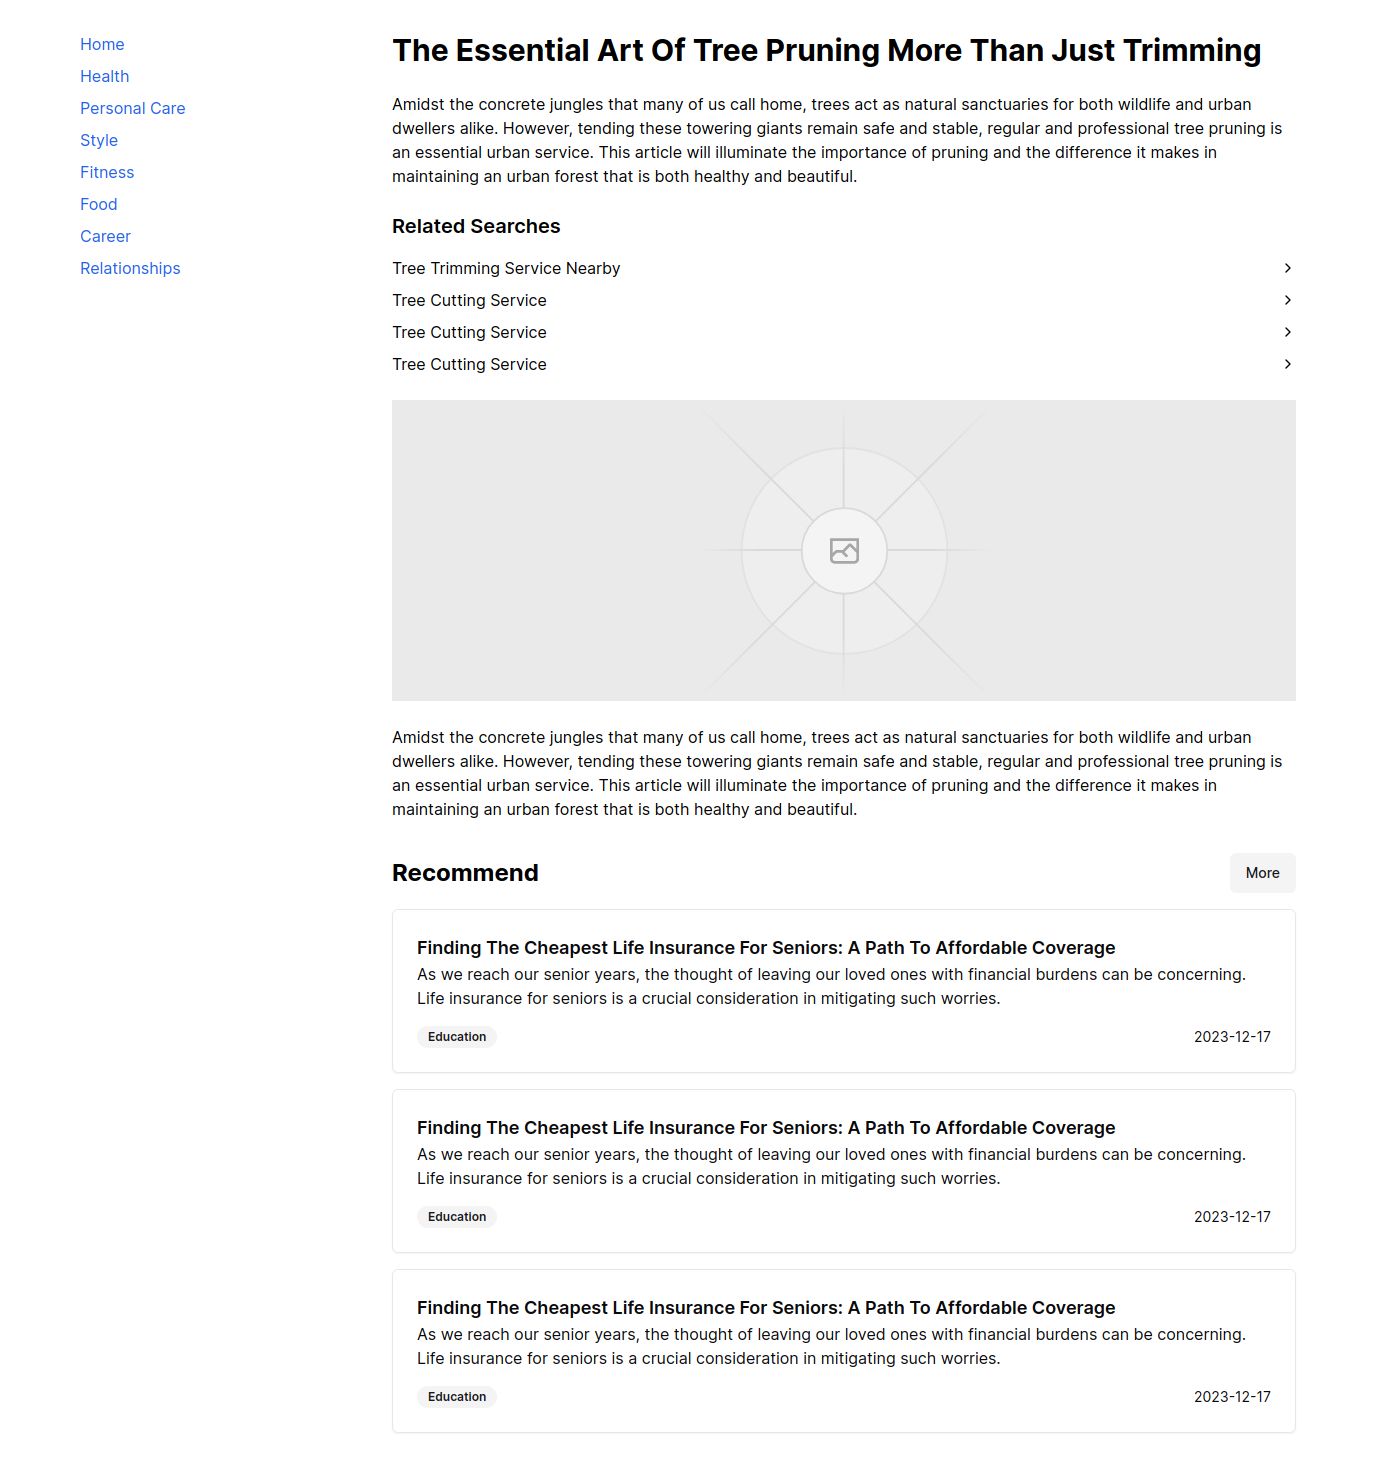 Home
Health
Personal Care
Style
Fitness
Food
Career
Relationships
The Essential Art Of Tree Pruning More Than Just Trimming
Amidst the concrete jungles that many of us call home, trees act as natural sanctuaries for both wildlife and urban
dwellers alike. However, tending these towering giants remain safe and stable, regular and professional tree pruning is
an essential urban service. This article will illuminate the importance of pruning and the difference it makes in
maintaining an urban forest that is both healthy and beautiful.
Related Searches
Tree Trimming Service Nearby
Tree Cutting Service
Tree Cutting Service
Tree Cutting Service
Amidst the concrete jungles that many of us call home, trees act as natural sanctuaries for both wildlife and urban
dwellers alike. However, tending these towering giants remain safe and stable, regular and professional tree pruning is
an essential urban service. This article will illuminate the importance of pruning and the difference it makes in
maintaining an urban forest that is both healthy and beautiful.
Recommend
More
Finding The Cheapest Life Insurance For Seniors: A Path To Affordable Coverage
As we reach our senior years, the thought of leaving our loved ones with financial burdens can be concerning.
Life insurance for seniors is a crucial consideration in mitigating such worries.
Education
2023-12-17
Finding The Cheapest Life Insurance For Seniors: A Path To Affordable Coverage
As we reach our senior years, the thought of leaving our loved ones with financial burdens can be concerning.
Life insurance for seniors is a crucial consideration in mitigating such worries.
Education
2023-12-17
Finding The Cheapest Life Insurance For Seniors: A Path To Affordable Coverage
As we reach our senior years, the thought of leaving our loved ones with financial burdens can be concerning.
Life insurance for seniors is a crucial consideration in mitigating such worries.
Education
2023-12-17